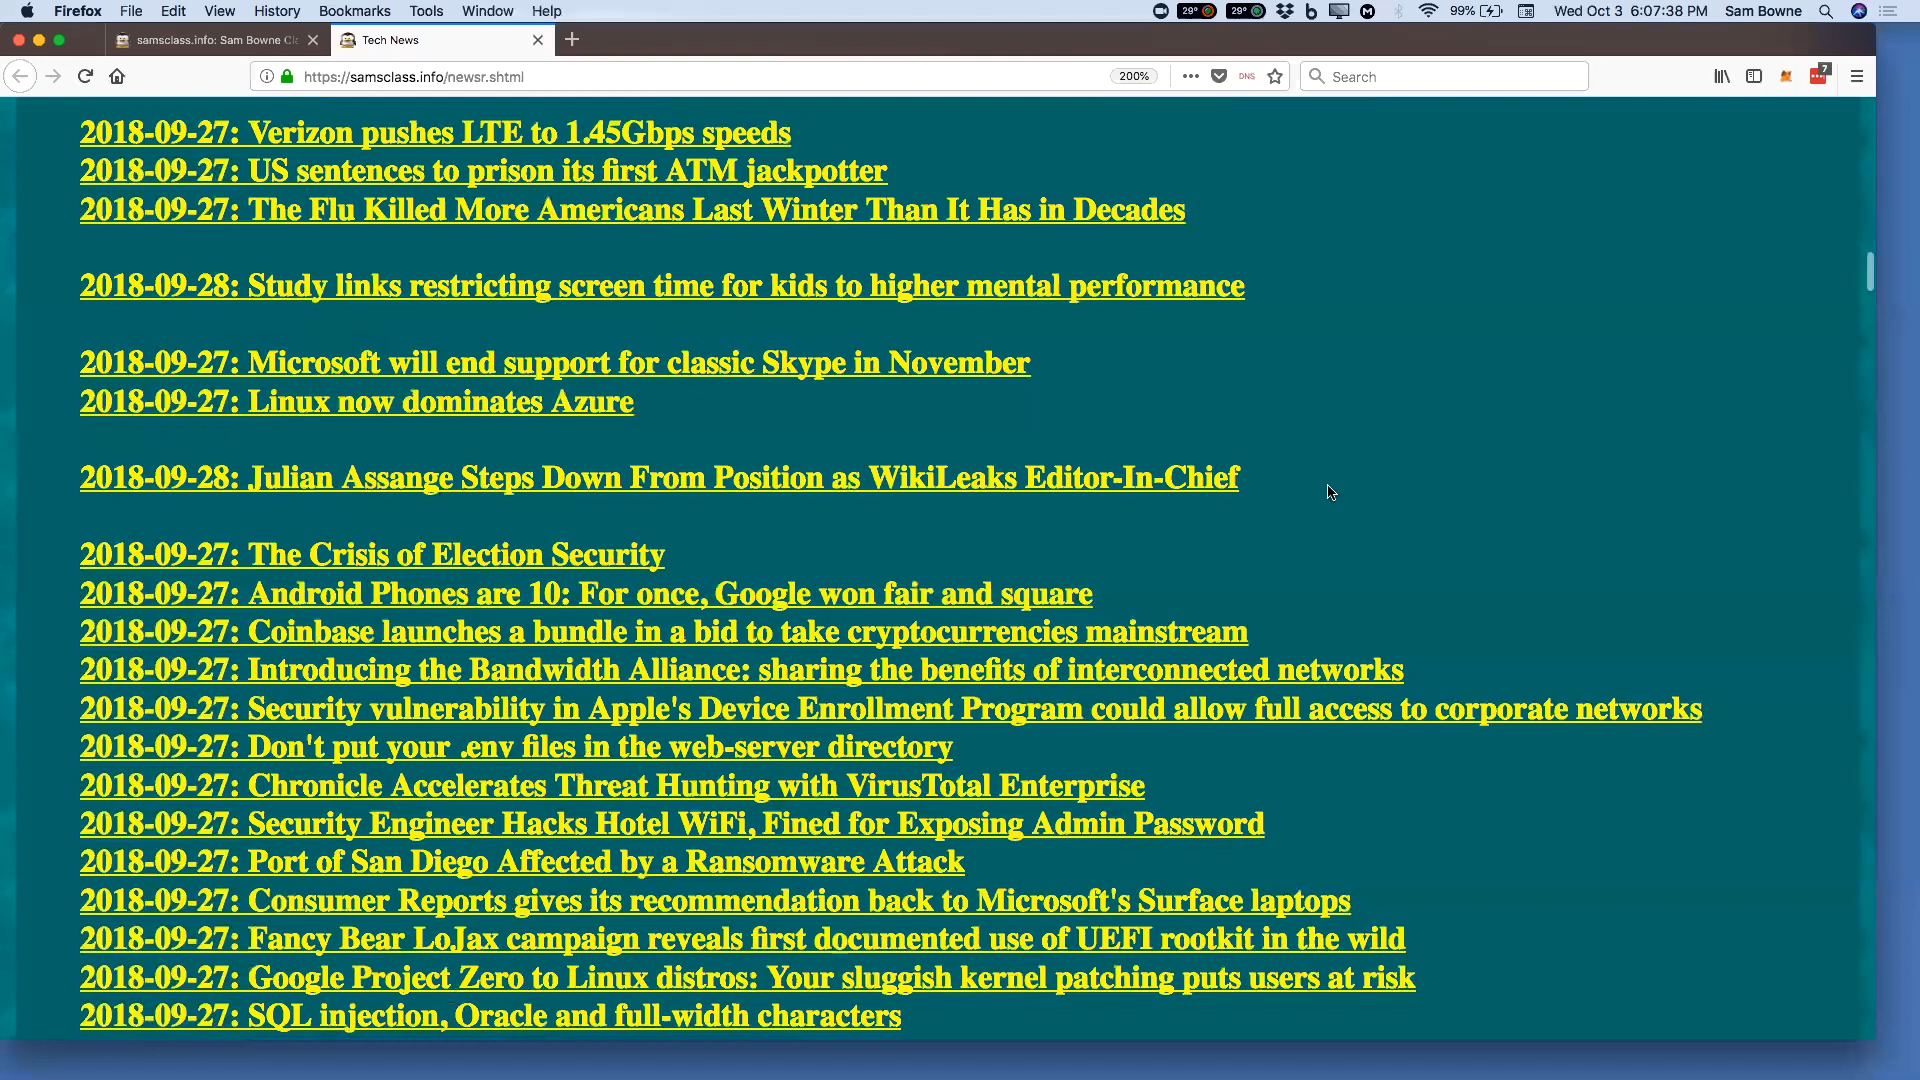 Firefox File Edit View History Bookmarks Tools Window Help 29° 29° 99% Wed Oct 3 6:07:38 PM Sam Bowne
samsclass.info: Sam Bowne Cl Tech News
https://samsclass.info/newsr.shtml 200% DNS Search 7
2018-09-27: Verizon pushes LTE to 1.45Gbps speeds
2018-09-27: US sentences to prison its first ATM jackpotter
2018-09-27: The Flu Killed More Americans Last Winter Than It Has in Decades
2018-09-28: Study links restricting screen time for kids to higher mental performance
2018-09-27: Microsoft will end support for classic Skype in November
2018-09-27: Linux now dominates Azure
2018-09-28: Julian Assange Steps Down From Position as WikiLeaks Editor-In-Chief
2018-09-27: The Crisis of Election Security
2018-09-27: Android Phones are 10: For once, Google won fair and square
2018-09-27: Coinbase launches a bundle in a bid to take cryptocurrencies mainstream
2018-09-27: Introducing the Bandwidth Alliance: sharing the benefits of interconnected networks
2018-09-27: Security vulnerability in Apple's Device Enrollment Program could allow full access to corporate networks
2018-09-27: Don't put your .env files in the web-server directory
2018-09-27: Chronicle Accelerates Threat Hunting with VirusTotal Enterprise
2018-09-27: Security Engineer Hacks Hotel WiFi, Fined for Exposing Admin Password
2018-09-27: Port of San Diego Affected by a Ransomware Attack
2018-09-27: Consumer Reports gives its recommendation back to Microsoft's Surface laptops
2018-09-27: Fancy Bear LoJax campaign reveals first documented use of UEFI rootkit in the wild
2018-09-27: Google Project Zero to Linux distros: Your sluggish kernel patching puts users at risk
2018-09-27: SQL injection, Oracle and full-width characters